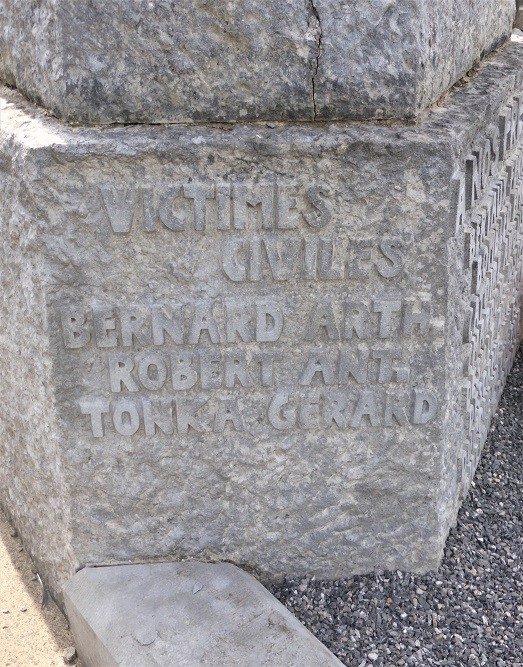 VICTIMES
CIVILES
BERNARD ARTH.
ROBERT ANT.
TONKA GERARD